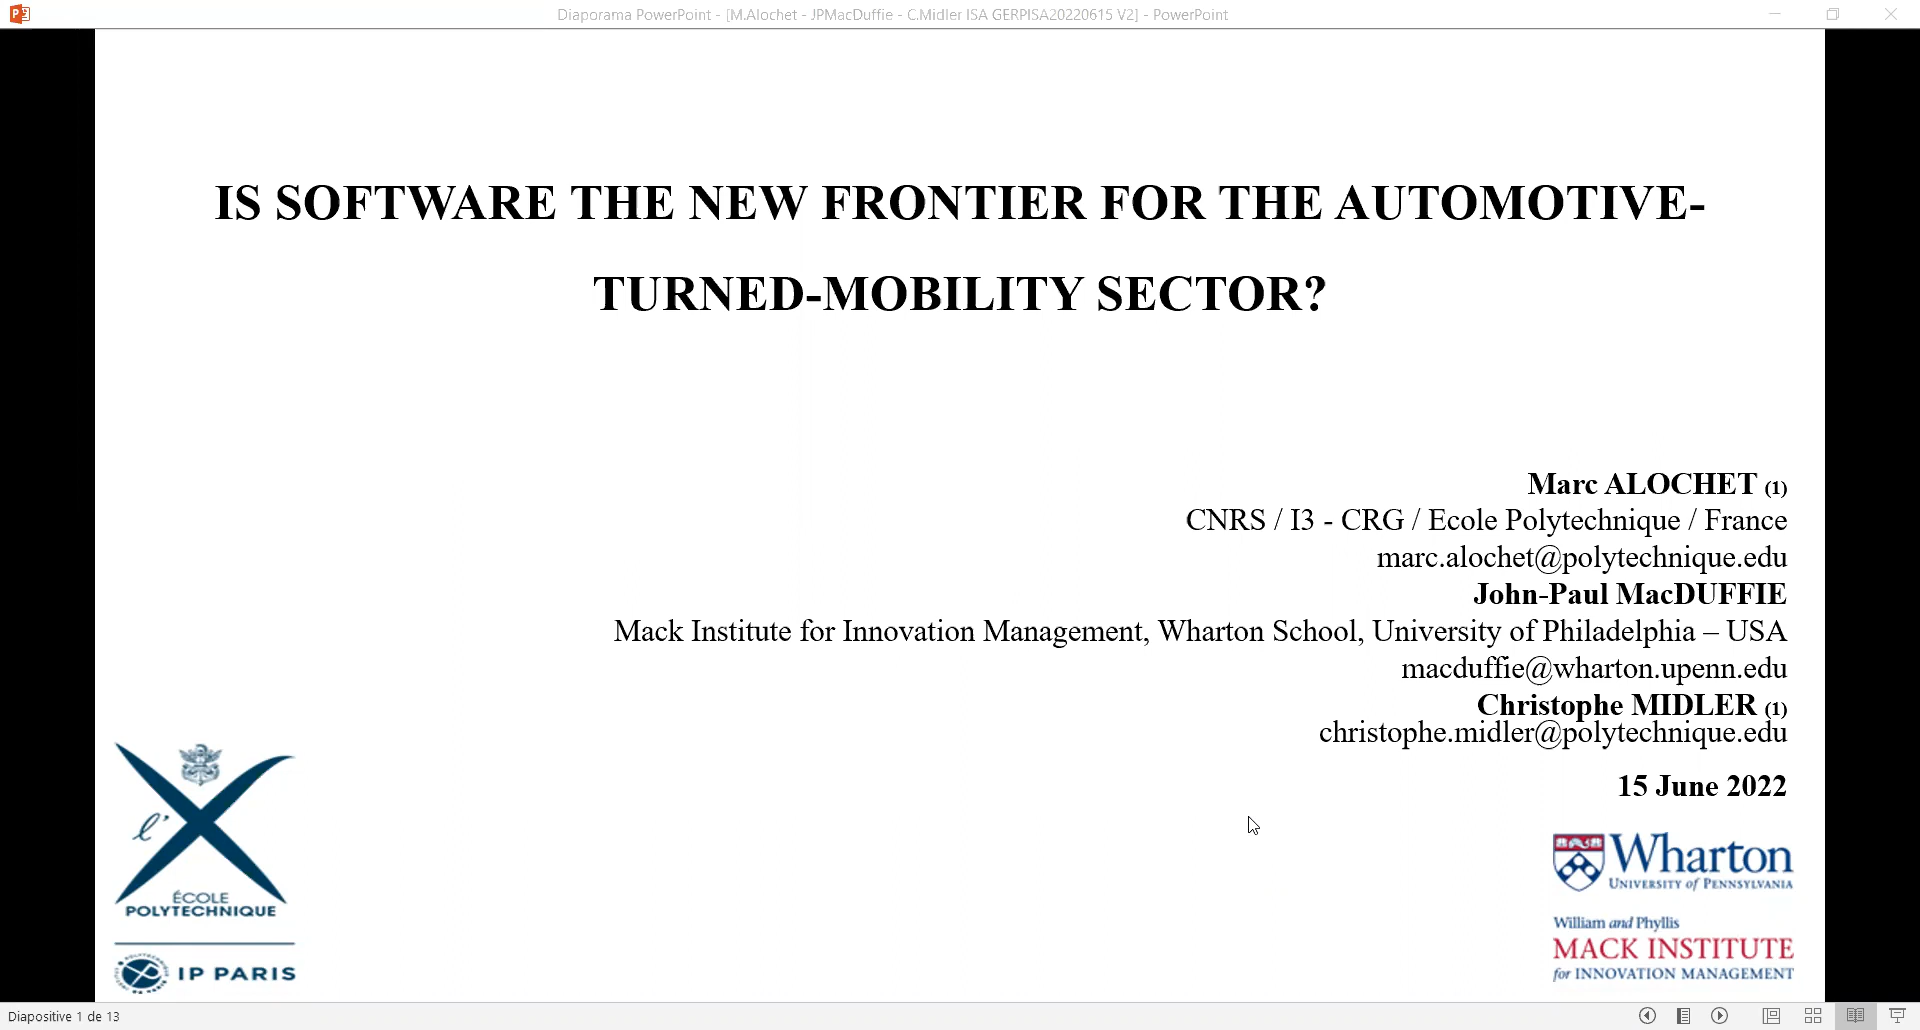 Diaporama PowerPoint - [M.Alochet - JPMacDuffie - C.Midler ISA GERPISA20220615 V2] - PowerPoint
IS SOFTWARE THE NEW FRONTIER FOR THE AUTOMOTIVE-
TURNED-MOBILITY SECTOR?
Marc ALOCHET (1)
CNRS / I3 - CRG / Ecole Polytechnique / France
marc.alochet@polytechnique.edu
John-Paul MacDUFFIE
Mack Institute for Innovation Management, Wharton School, University of Philadelphia – USA
macduffie@wharton.upenn.edu
Christophe MIDLER (1)
christophe.midler@polytechnique.edu
15 June 2022
l'
ÉCOLE
POLYTECHNIQUE
IP PARIS
Wharton
UNIVERSITY of PENNSYLVANIA
William and Phyllis
MACK INSTITUTE
for INNOVATION MANAGEMENT
Diapositive 1 de 13